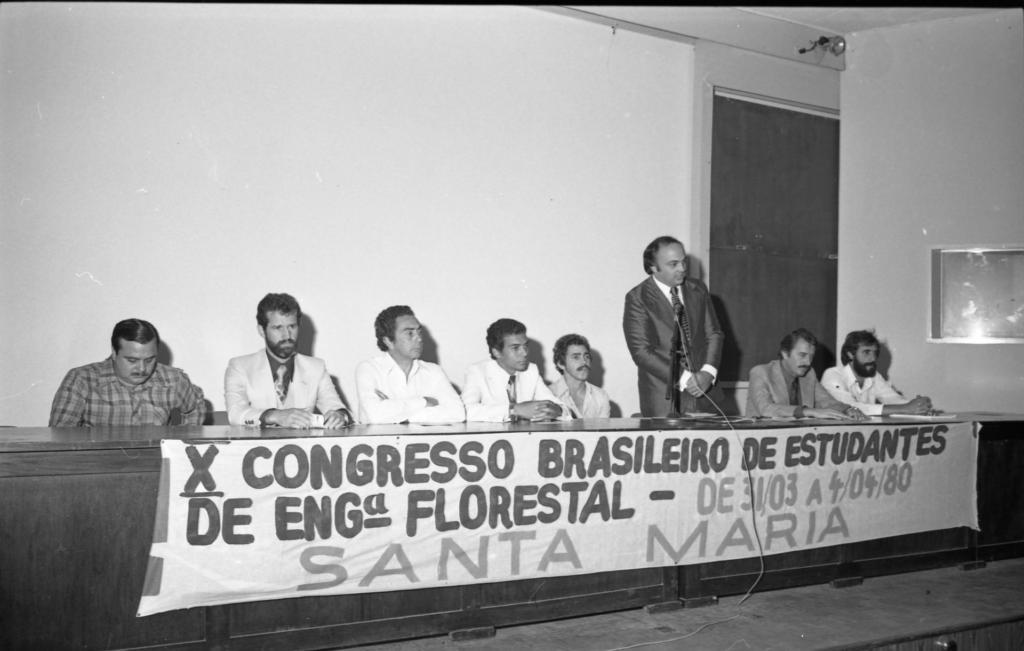 X CONGRESSO BRASILEIRO DE ESTUDANTES
DE ENGª FLORESTAL - DE 31/03 A 4/04/80
SANTA MARIA